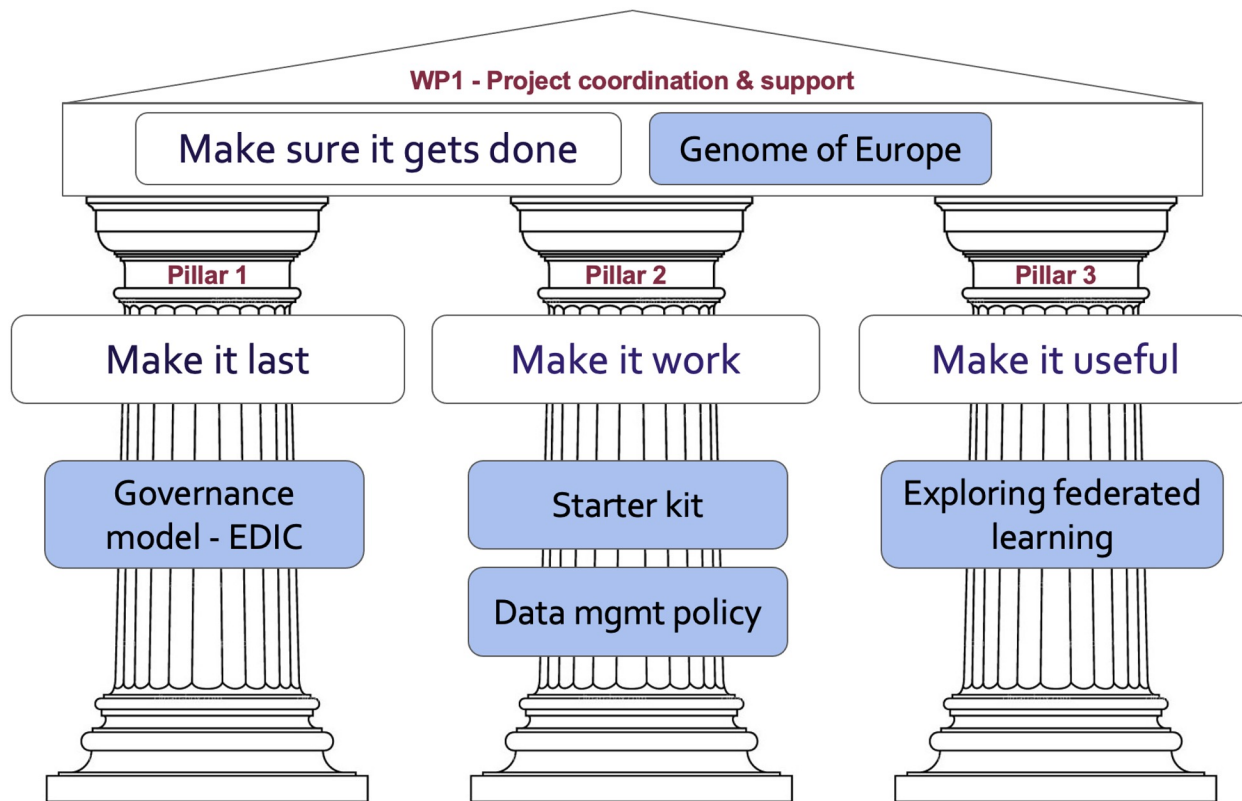 WP1 - Project coordination & support
Make sure it gets done
Genome of Europe
Pillar 1
Pillar 2
Pillar 3
Make it last
Make it work
Make it useful
Governance
model - EDIC
Starter kit
Exploring federated
learning
Data mgmt policy